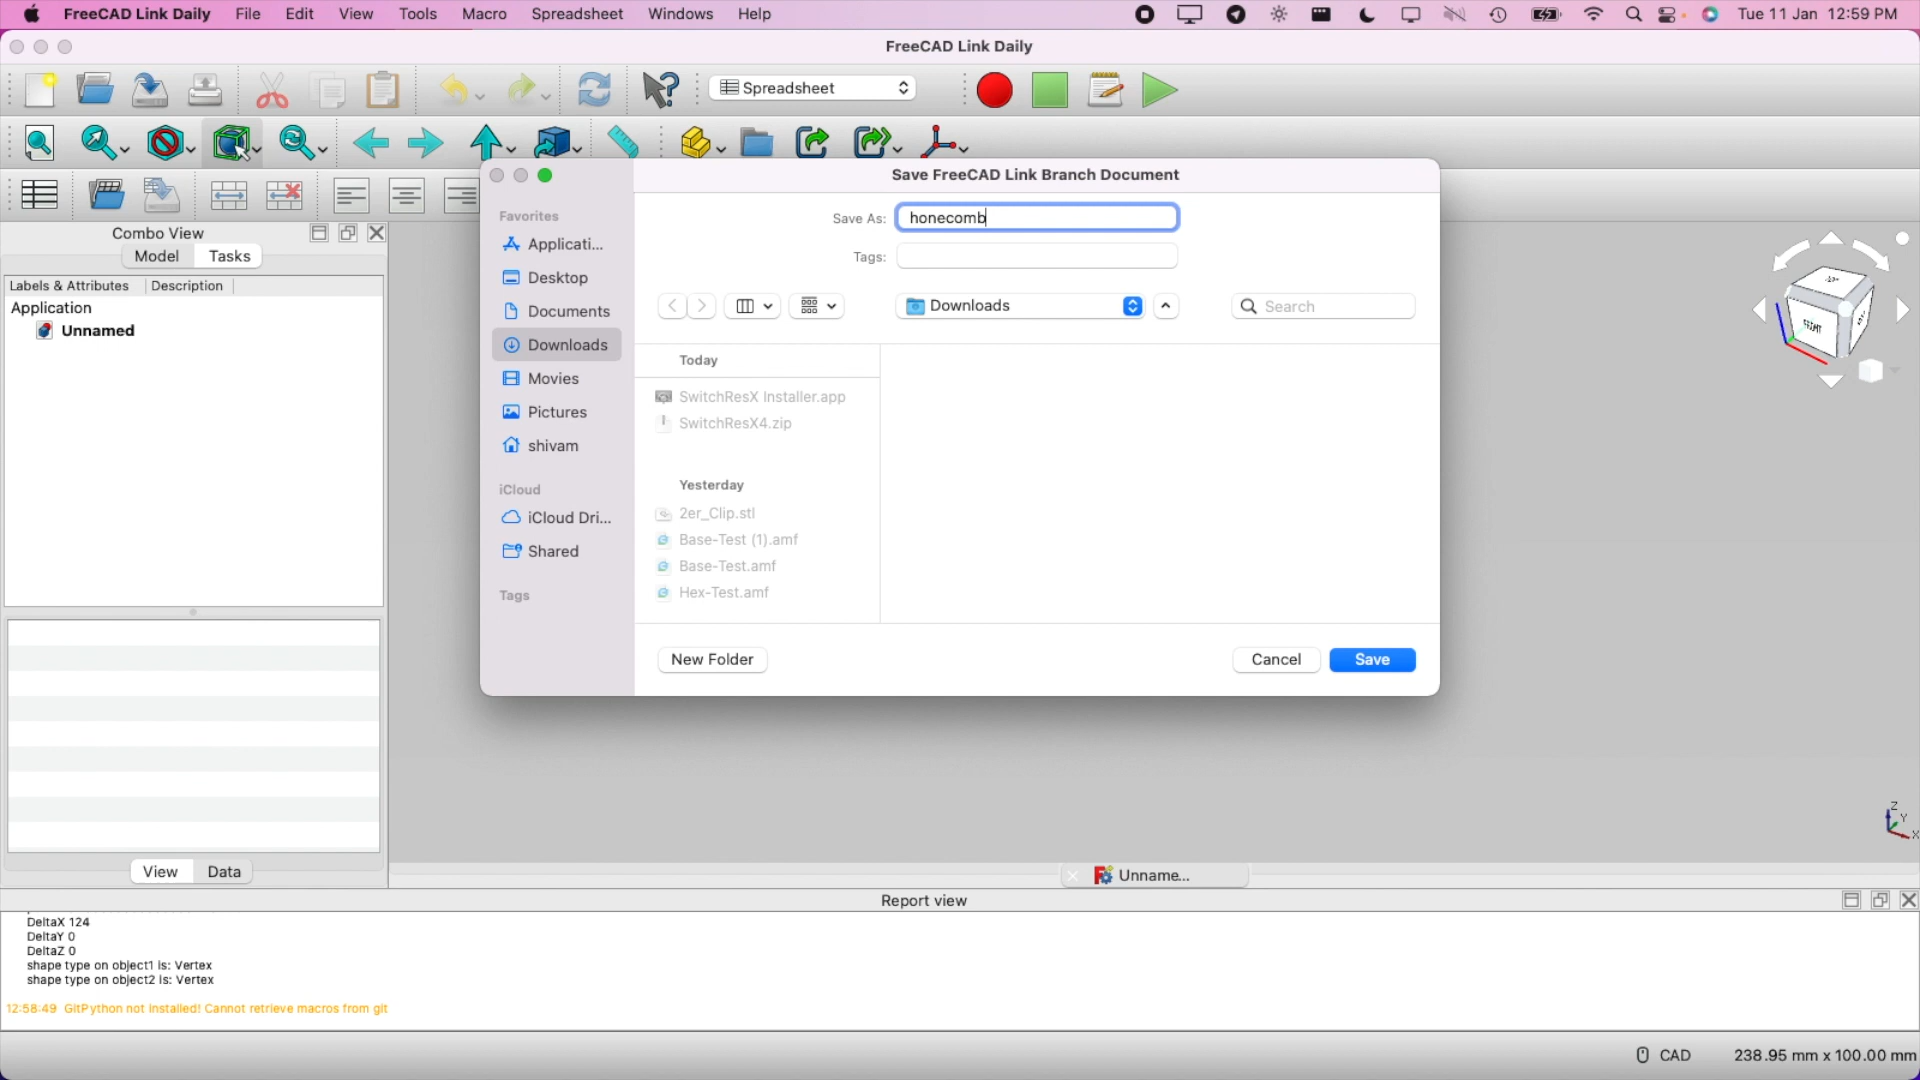 FreeCAD Link Daily File Edit View Tools Macro Spreadsheet Windows Help Tue 11 Jan 12:59 PM
FreeCAD Link Daily
Spreadsheet
Save FreeCAD Link Branch Document
Save As: honecomb
Tags:
Downloads
Search
Favorites
Applicati...
Desktop
Documents
Downloads
Movies
Pictures
shivam
iCloud
iCloud Dri...
Shared
Tags
Today
SwitchResX Installer.app
SwitchResX4.zip
Yesterday
2er_Clip.stl
Base-Test (1).amf
Base-Test.amf
Hex-Test.amf
New Folder
Cancel
Save
Combo View
Model Tasks
Labels & Attributes Description
Application
Unnamed
FRONT
Z
Y
X
View Data
Unname...
Report view
DeltaX 124
DeltaY 0
DeltaZ 0
shape type on object1 is: Vertex
shape type on object2 is: Vertex
12:58:49 GitPython not installed! Cannot retrieve macros from git
CAD 238.95 mm x 100.00 mm